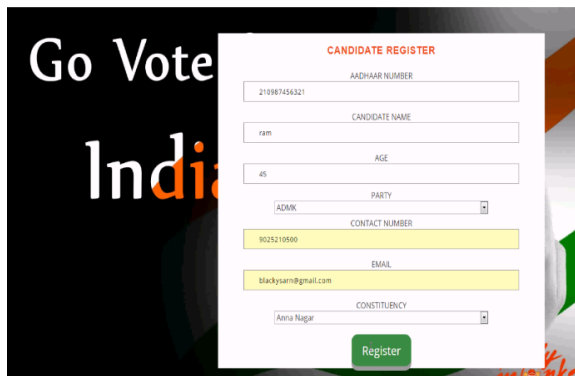 Go Vote
India
CANDIDATE REGISTER
AADHAAR NUMBER
210987456321
CANDIDATE NAME
ram
AGE
45
PARTY
ADMK
CONTACT NUMBER
9025210500
EMAIL
blackysarn@gmail.com
CONSTITUENCY
Anna Nagar
Register